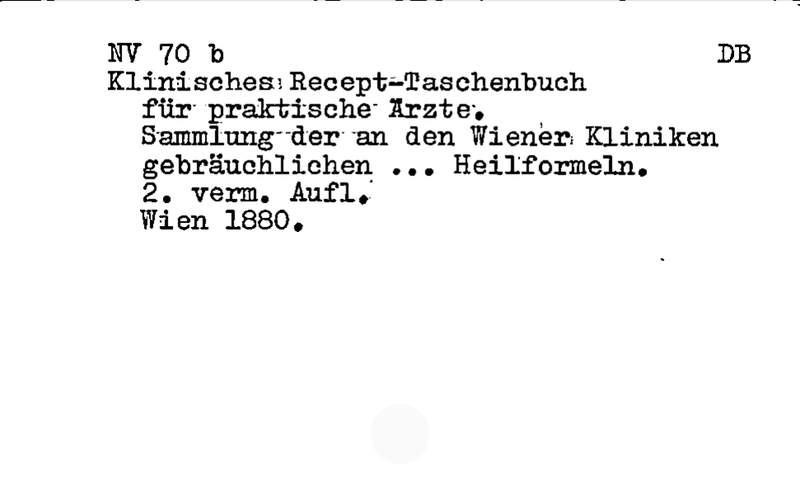 NV 70 b DB
Klinisches Recept-Taschenbuch
für praktische Ärzte.
Sammlung der an den Wiener Kliniken
gebräuchlichen ... Heilformeln.
2. verm. Aufl.
Wien 1880.